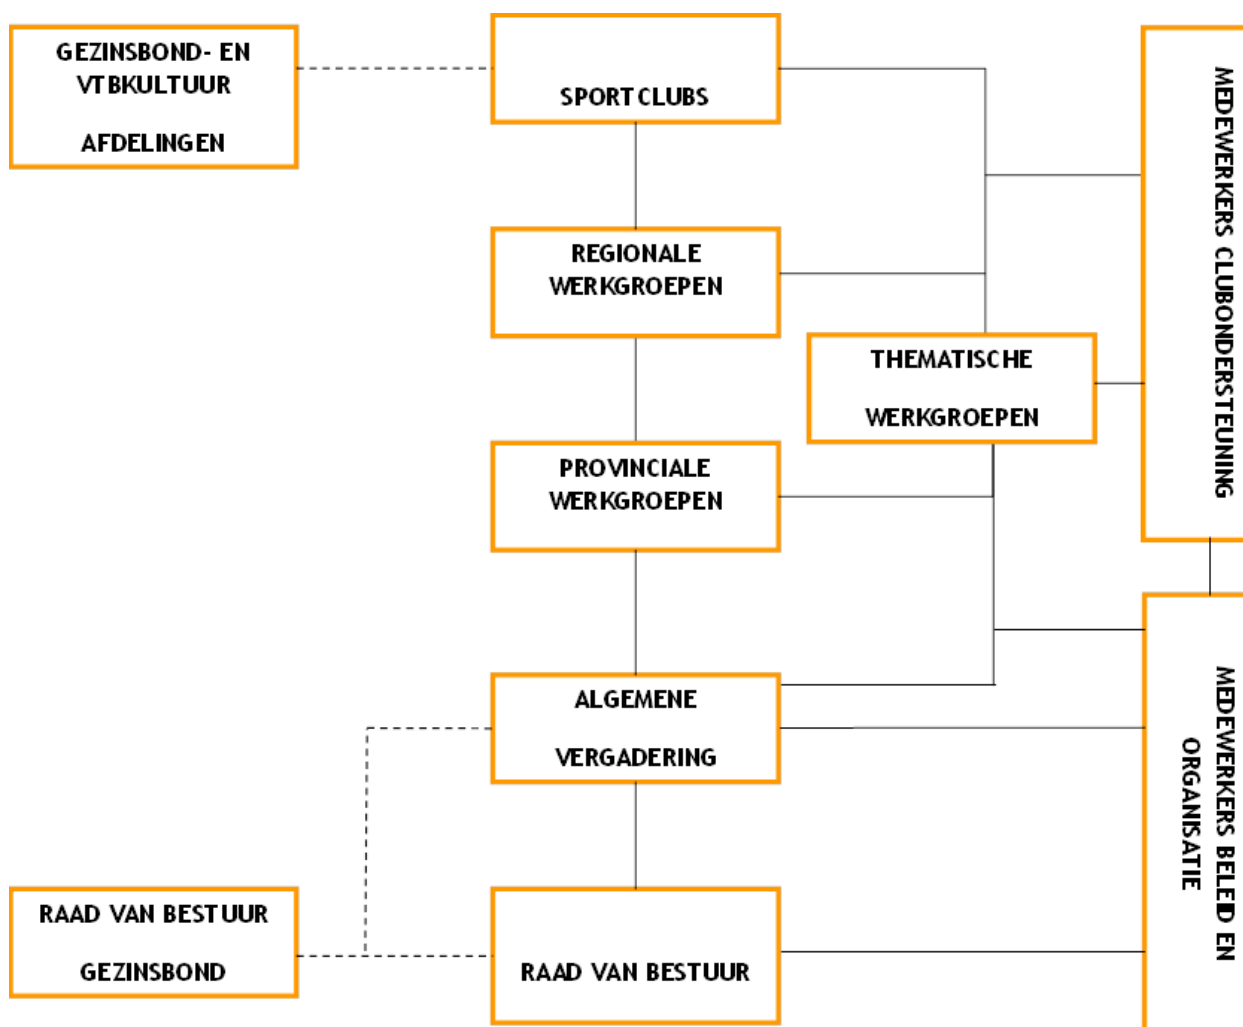 GEZINSBOND- EN
VTBKULTUUR
AFDELINGEN
SPORTCLUBS
MEDEWERKERS CLUBONDERSTEUNING
REGIONALE
WERKGROEPEN
THEMATISCHE
WERKGROEPEN
PROVINCIALE
WERKGROEPEN
ALGEMENE
VERGADERING
MEDEWERKERS BELEID EN
ORGANISATIE
RAAD VAN BESTUUR
GEZINSBOND
RAAD VAN BESTUUR